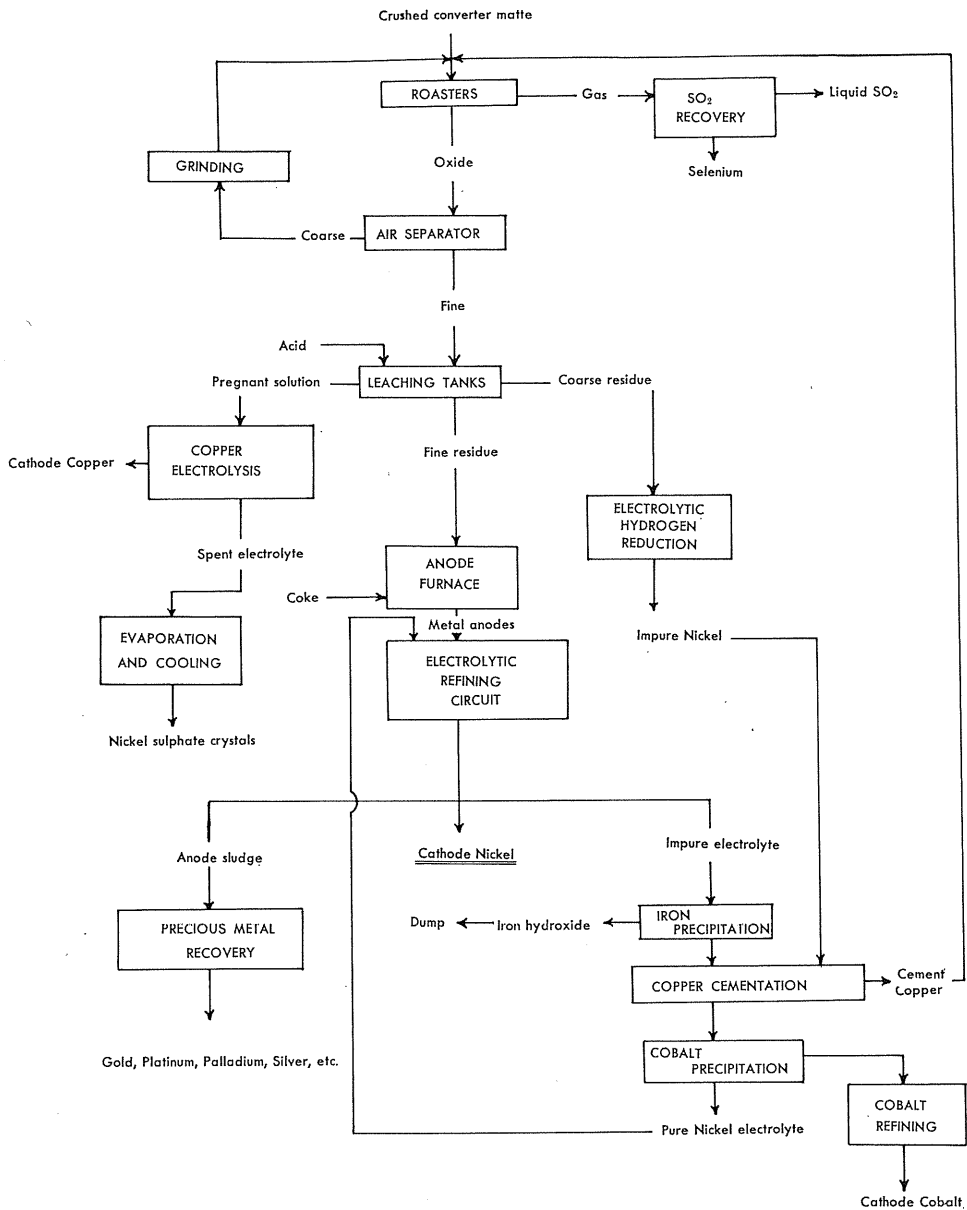 Crushed converter matte
ROASTERS
Gas
SO₂
RECOVERY
Liquid SO₂
Selenium
GRINDING
Oxide
Coarse
AIR SEPARATOR
Fine
Acid
Pregnant solution
LEACHING TANKS
Coarse residue
COPPER
ELECTROLYSIS
Cathode Copper
Fine residue
ELECTROLYTIC
HYDROGEN
REDUCTION
Spent electrolyte
ANODE
FURNACE
Coke
Metal anodes
EVAPORATION
AND COOLING
Impure Nickel
ELECTROLYTIC
REFINING
CIRCUIT
Nickel sulphate crystals
Cathode Nickel
Anode sludge
Impure electrolyte
PRECIOUS METAL
RECOVERY
Dump
Iron hydroxide
IRON
PRECIPITATION
COPPER CEMENTATION
Cement
Copper
Gold, Platinum, Palladium, Silver, etc.
COBALT
PRECIPITATION
Pure Nickel electrolyte
COBALT
REFINING
Cathode Cobalt